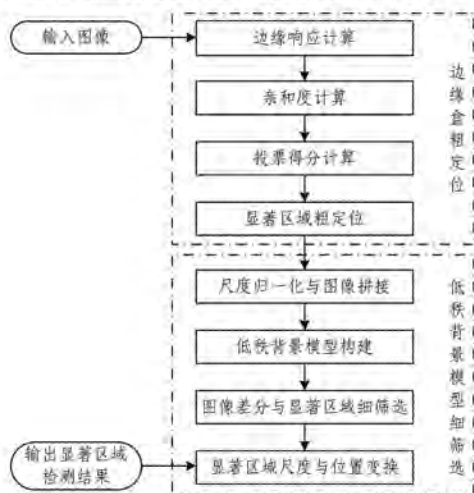 输入图像
边缘响应计算
亲和度计算
投票得分计算
显著区域粗定位
边缘盒粗定位
尺度归一化与图像拼接
低秩背景模型构建
图像差分与显著区域细筛选
显著区域尺度与位置变换
低秩背景模型细筛选
输出显著区域
检测结果